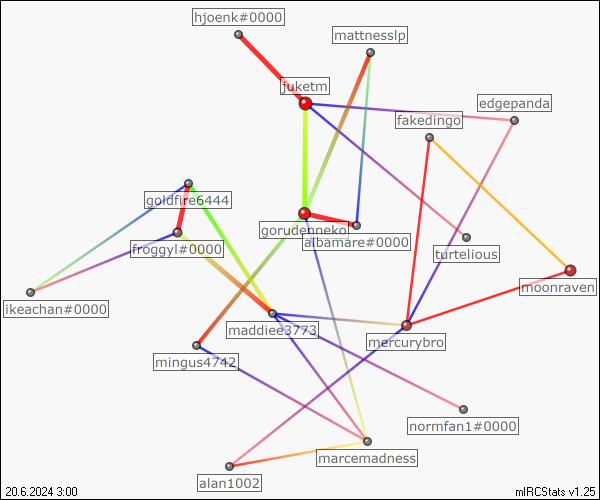 hjoenk#0000
mattnesslp
juketm
edgepanda
fakedingo
goldfire6444
gorudenneko
albamare#0000
froggyl#0000
turtelious
moonraven
ikeachan#0000
maddiee3773
mercurybro
mingus4742
normfan1#0000
marcemadness
alan1002
20.6.2024 3:00
mIRCStats v1.25